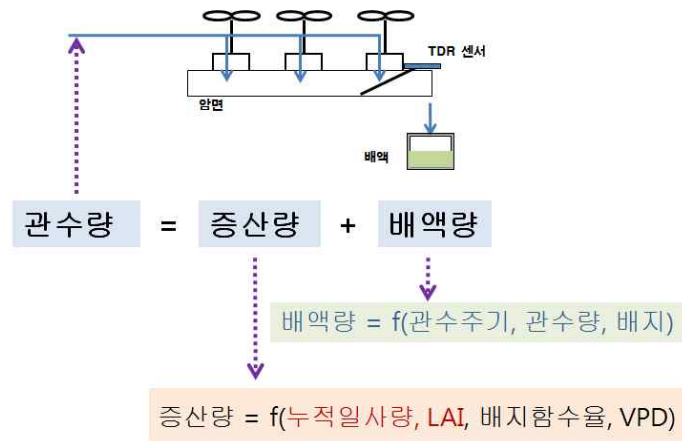 TDR 센서
암면
배액
관수량 = 증산량 + 배액량
배액량 = f(관수주기, 관수량, 배지)
증산량 = f(누적일사량, LAI, 배지함수율, VPD)